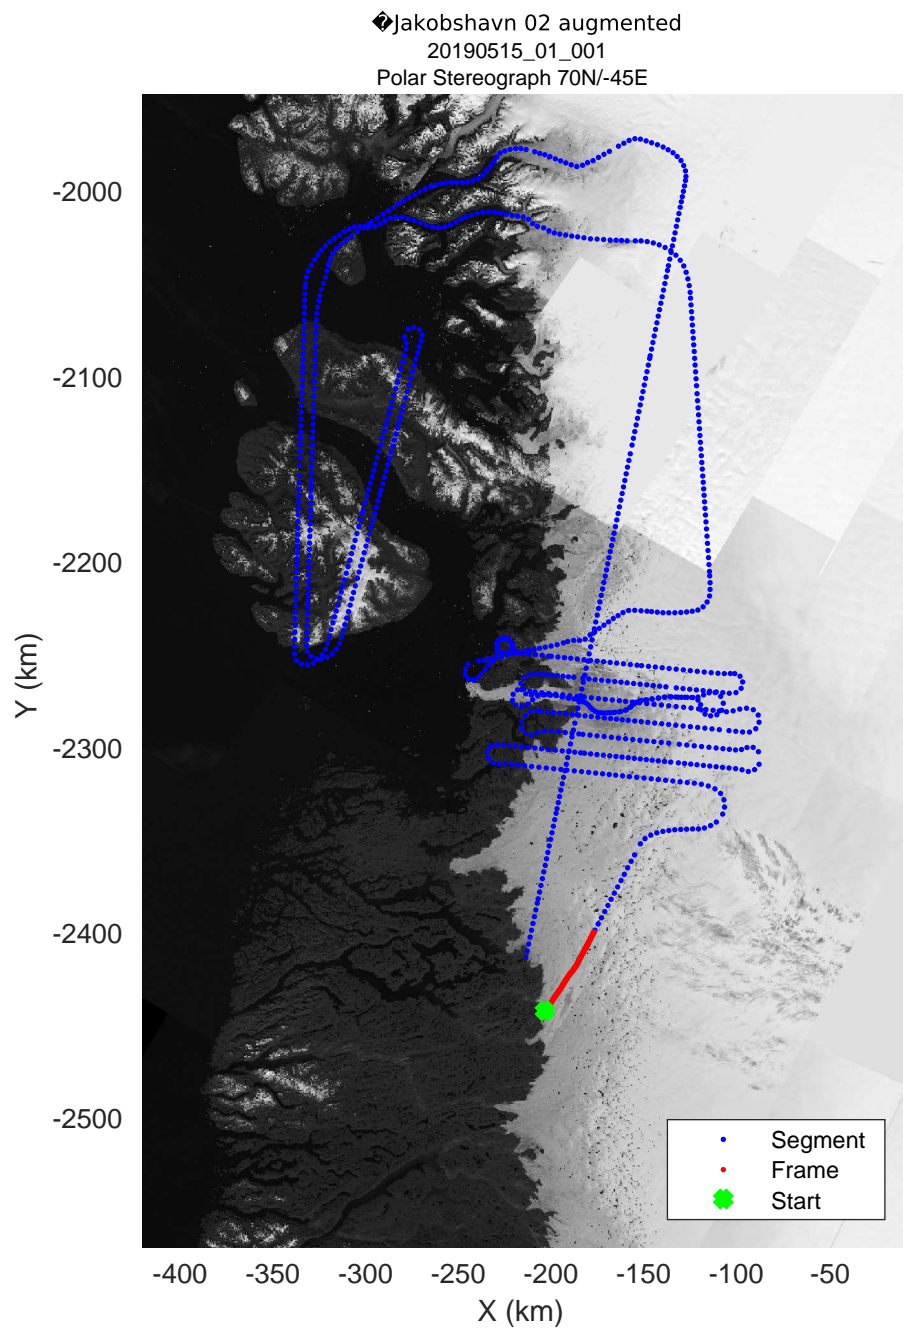 �Jakobshavn 02 augmented
20190515_01_001
Polar Stereograph 70N/-45E
-2000
-2100
-2200
-2300
-2400
-2500
Y (km)
-400 -350 -300 -250 -200 -150 -100 -50
X (km)
Segment
Frame
Start